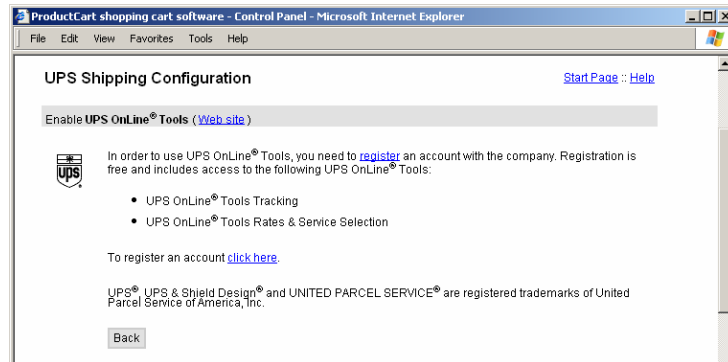 ProductCart shopping cart software - Control Panel - Microsoft Internet Explorer
File Edit View Favorites Tools Help
UPS Shipping Configuration
Start Page :: Help
Enable UPS OnLine® Tools ( Web site )
ups
In order to use UPS OnLine® Tools, you need to register an account with the company. Registration is
free and includes access to the following UPS OnLine® Tools:
• UPS OnLine® Tools Tracking
• UPS OnLine® Tools Rates & Service Selection
To register an account click here.
UPS®, UPS & Shield Design® and UNITED PARCEL SERVICE® are registered trademarks of United
Parcel Service of America, Inc.
Back